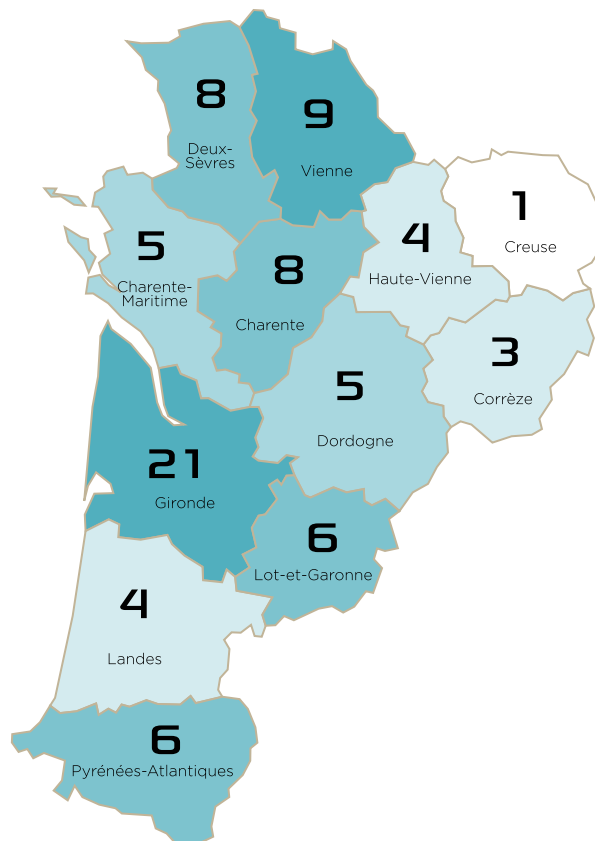 8
Deux-
Sèvres
9
Vienne
1
Creuse
5
Charente-
Maritime
4
Haute-Vienne
8
Charente
3
Corrèze
5
Dordogne
21
Gironde
6
Lot-et-Garonne
4
Landes
6
Pyrénées-Atlantiques